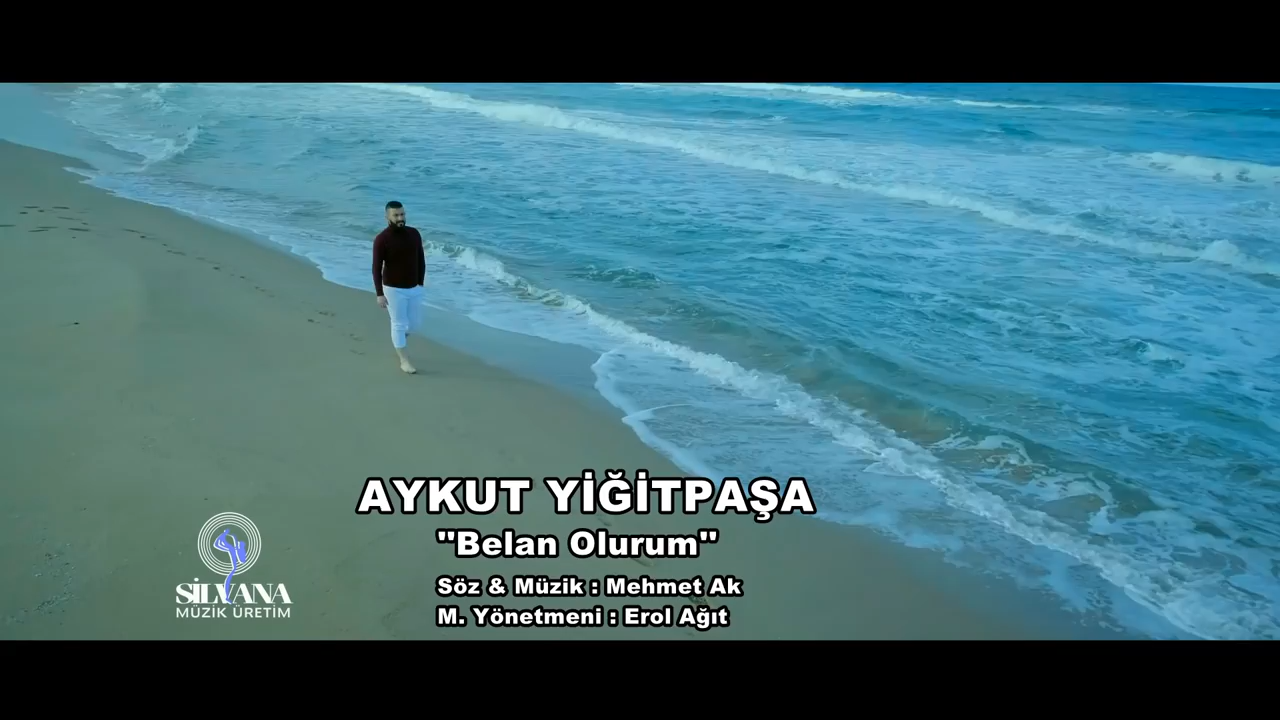 AYKUT YİĞİTPAŞA
"Belan Olurum"
Söz & Müzik : Mehmet Ak
M. Yönetmeni : Erol Ağıt
SİLVANA
MÜZİK ÜRETİM